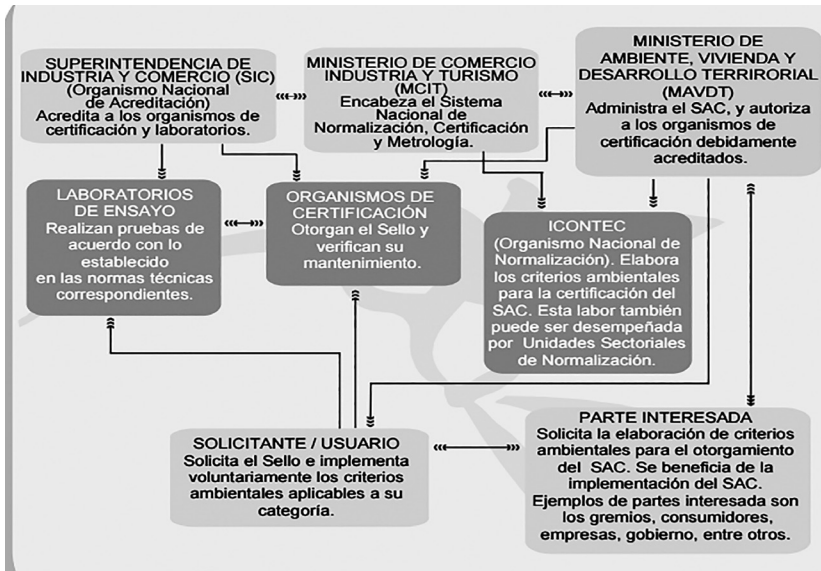 SUPERINTENDENCIA DE
INDUSTRIA Y COMERCIO (SIC)
(Organismo Nacional
de Acreditación)
Acredita a los organismos de
certificación y laboratorios.
MINISTERIO DE COMERCIO
INDUSTRIA Y TURISMO
(MCIT)
Encabeza el Sistema
Nacional de
Normalización, Certificación
y Metrología.
MINISTERIO DE
AMBIENTE, VIVIENDA Y
DESARROLLO TERRIRORIAL
(MAVDT)
Administra el SAC, y autoriza
a los organismos de
certificación debidamente
acreditados.
LABORATORIOS
DE ENSAYO
Realizan pruebas de
acuerdo con lo
establecido
en las normas técnicas
correspondientes.
ORGANISMOS DE
CERTIFICACIÓN
Otorgan el Sello y
verifican su
mantenimiento.
ICONTEC
(Organismo Nacional de
Normalización). Elabora
los criterios ambientales
para la certificación del
SAC. Esta labor también
puede ser desempeñada
por Unidades Sectoriales
de Normalización.
SOLICITANTE / USUARIO
Solicita el Sello e implementa
voluntariamente los criterios
ambientales aplicables a su
categoría.
PARTE INTERESADA
Solicita la elaboración de criterios
ambientales para el otorgamiento
del SAC. Se beneficia de la
implementación del SAC.
Ejemplos de partes interesada son
los gremios, consumidores,
empresas, gobierno, entre otros.